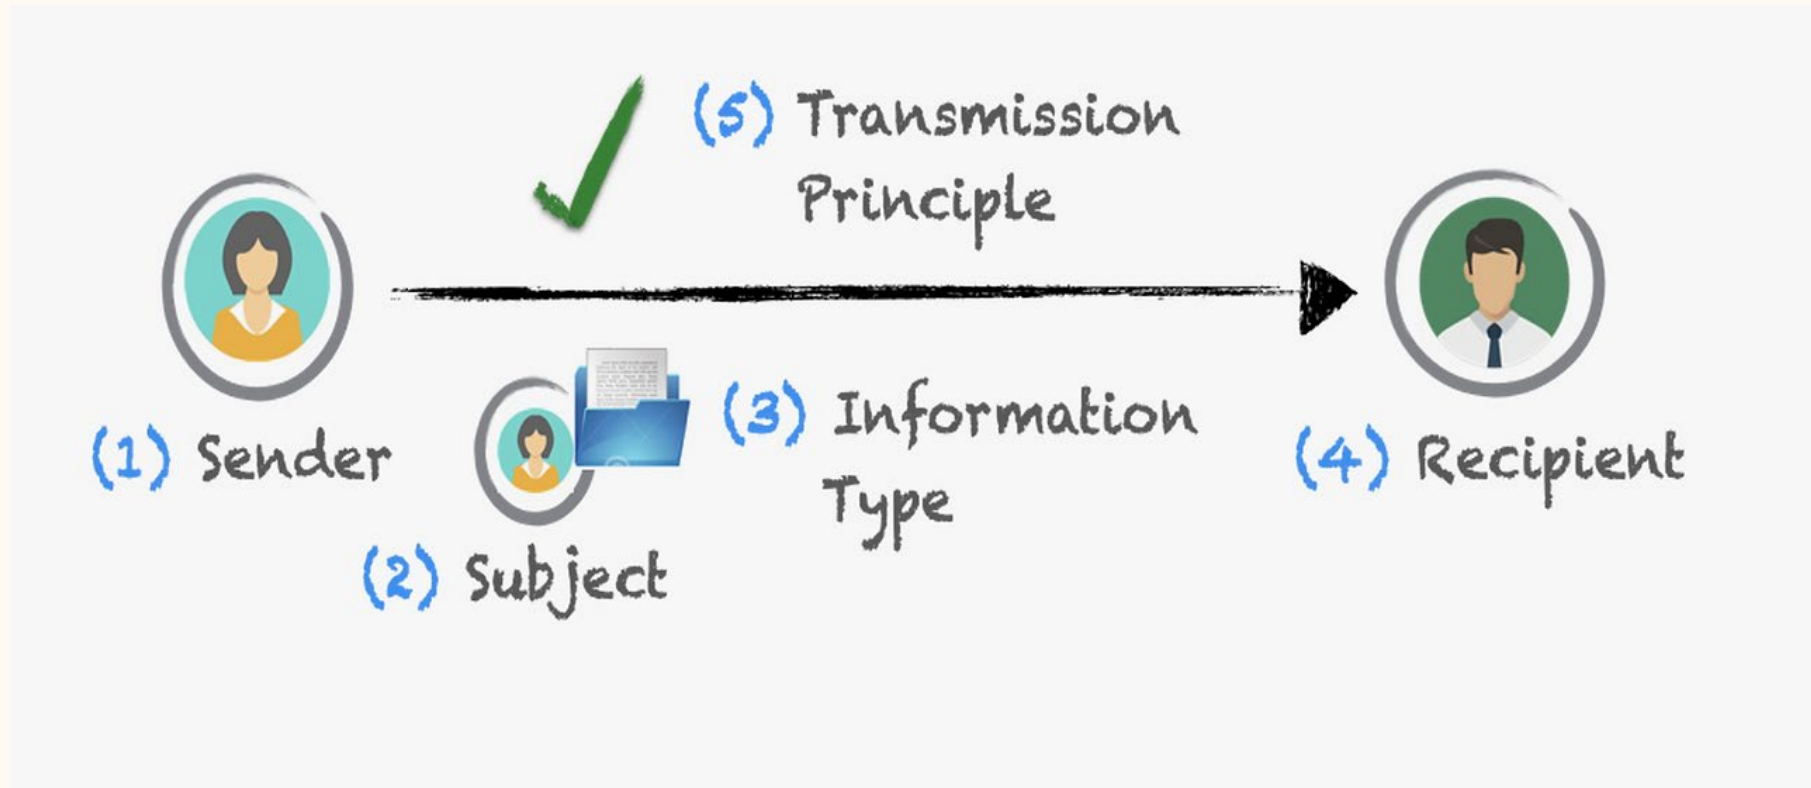 (5) Transmission
Principle
(1) Sender
(3) Information
Type
(4) Recipient
(2) Subject